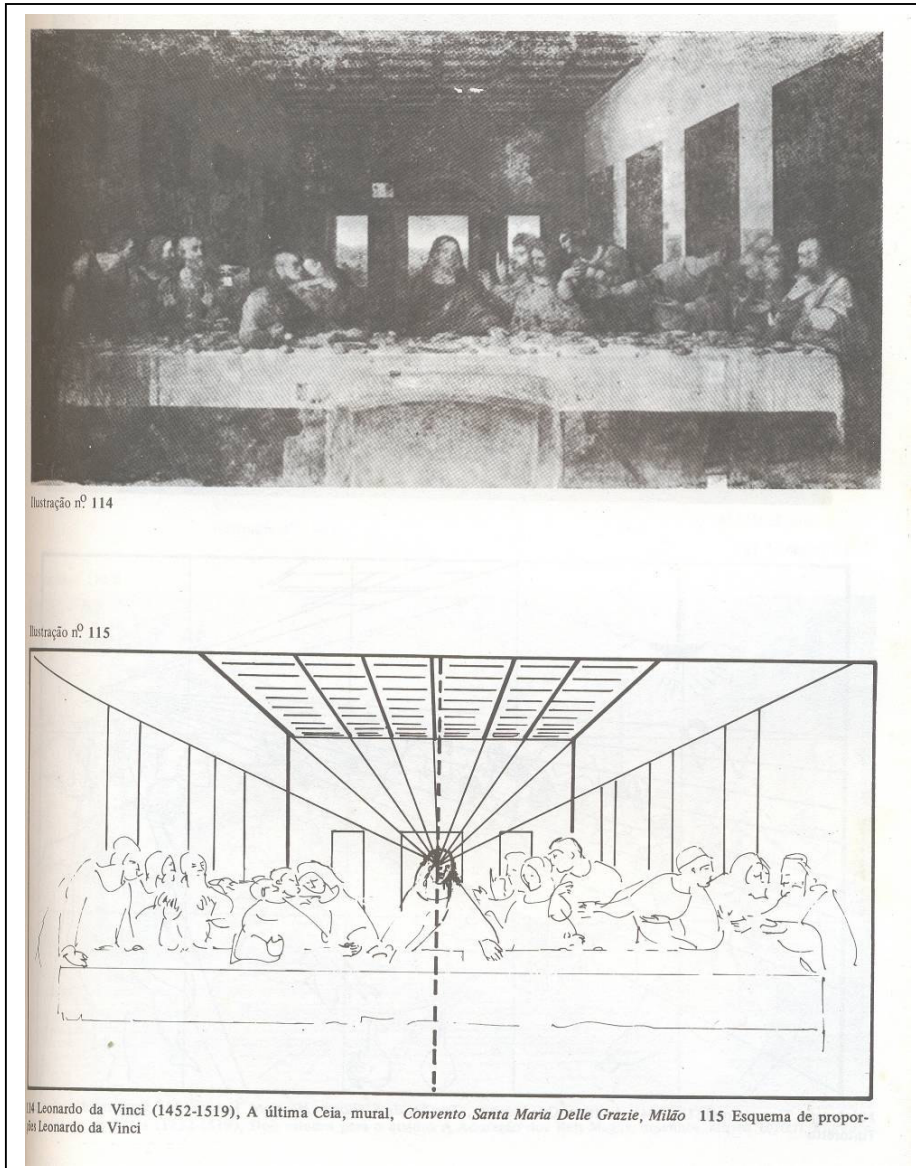 Ilustração nº 114
Ilustração nº 115
114 Leonardo da Vinci (1452-1519), A última Ceia, mural, Convento Santa Maria Delle Grazie, Milão 115 Esquema de propor-
Leonardo da Vinci